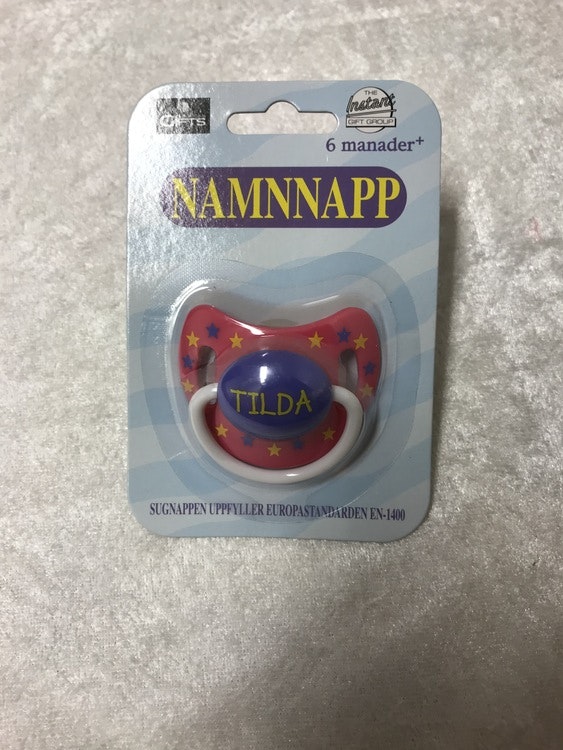 GIFTS
THE
Instant
GIFT GROUP
6 manader+
NAMNNAPP
TILDA
SUGNAPPEN UPPFYLLER EUROPASTANDARDEN EN-1400